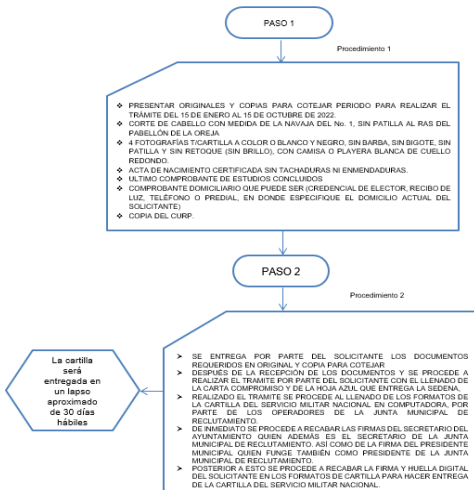 PASO 1
Procedimiento 1
❖ PRESENTAR ORIGINALES Y COPIAS PARA COTEJAR PERIODO PARA REALIZAR EL
TRÁMITE DEL 15 DE ENERO AL 15 DE OCTUBRE DE 2022.
❖ CORTE DE CABELLO CON MEDIDA DE LA NAVAJA DEL No. 1, SIN PATILLA AL RAS DEL
PABELLÓN DE LA OREJA
❖ 4 FOTOGRAFÍAS T/CARTILLA A COLOR O BLANCO Y NEGRO, SIN BARBA, SIN BIGOTE, SIN
PATILLA Y SIN RETOQUE (SIN BRILLO), CON CAMISA O PLAYERA BLANCA DE CUELLO
REDONDO.
❖ ACTA DE NACIMIENTO CERTIFICADA SIN TACHADURAS NI ENMENDADURAS.
❖ ULTIMO COMPROBANTE DE ESTUDIOS CONCLUIDOS
❖ COMPROBANTE DOMICILIARIO QUE PUEDE SER (CREDENCIAL DE ELECTOR, RECIBO DE
LUZ, TELÉFONO O PREDIAL, EN DONDE ESPECIFIQUE EL DOMICILIO ACTUAL DEL
SOLICITANTE)
❖ COPIA DEL CURP.
PASO 2
Procedimiento 2
➢ SE ENTREGA POR PARTE DEL SOLICITANTE LOS DOCUMENTOS
REQUERIDOS EN ORIGINAL Y COPIA PARA COTEJAR
➢ DESPUÉS DE LA RECEPCIÓN DE LOS DOCUMENTOS Y SE PROCEDE A
REALIZAR EL TRAMITE POR PARTE DEL SOLICITANTE CON EL LLENADO DE
LA CARTA COMPROMISO Y DE LA HOJA AZUL QUE ENTREGA LA SEDENA,
➢ REALIZADO EL TRAMITE SE PROCEDE AL LLENADO DE LOS FORMATOS DE
LA CARTILLA DEL SERVICIO MILITAR NACIONAL EN COMPUTADORA, POR
PARTE DE LOS OPERADORES DE LA JUNTA MUNICIPAL DE
RECLUTAMIENTO.
➢ DE INMEDIATO SE PROCEDE A RECABAR LAS FIRMAS DEL SECRETARIO DEL
AYUNTAMIENTO QUIEN ADEMÁS ES EL SECRETARIO DE LA JUNTA
MUNICIPAL DE RECLUTAMIENTO. ASÍ COMO DE LA FIRMA DEL PRESIDENTE
MUNICIPAL QUIEN FUNGE TAMBIÉN COMO PRESIDENTE DE LA JUNTA
MUNICIPAL DE RECLUTAMIENTO.
➢ POSTERIOR A ESTO SE PROCEDE A RECABAR LA FIRMA Y HUELLA DIGITAL
DEL SOLICITANTE EN LOS FORMATOS DE CARTILLA PARA HACER ENTREGA
DE LA CARTILLA DEL SERVICIO MILITAR NACIONAL.
La cartilla
será
entregada en
un lapso
aproximado
de 30 días
hábiles